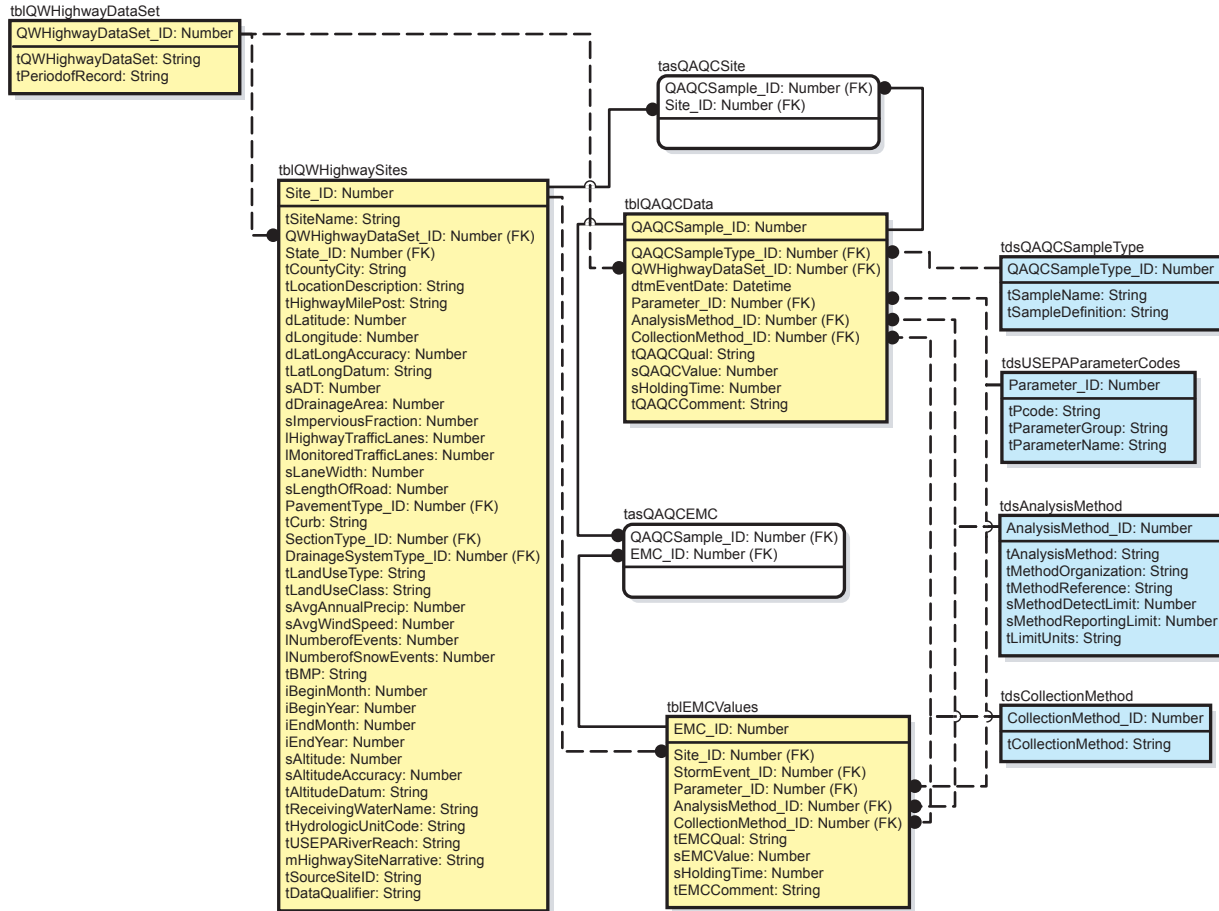 tblQWHighwayDataSet
QWHighwayDataSet_ID: Number
tQWHighwayDataSet: String
tPeriodofRecord: String
tasQAQCSite
QAQCSample_ID: Number (FK)
Site_ID: Number (FK)
tblQWHighwaySites
Site_ID: Number
tSiteName: String
QWHighwayDataSet_ID: Number (FK)
State_ID: Number (FK)
tCountyCity: String
tLocationDescription: String
tHighwayMilePost: String
dLatitude: Number
dLongitude: Number
dLatLongAccuracy: Number
tLatLongDatum: String
sADT: Number
dDrainageArea: Number
sImperviousFraction: Number
lHighwayTrafficLanes: Number
lMonitoredTrafficLanes: Number
sLaneWidth: Number
sLengthOfRoad: Number
PavementType_ID: Number (FK)
tCurb: String
SectionType_ID: Number (FK)
DrainageSystemType_ID: Number (FK)
tLandUseType: String
tLandUseClass: String
sAvgAnnualPrecip: Number
sAvgWindSpeed: Number
lNumberofEvents: Number
lNumberofSnowEvents: Number
tBMP: String
iBeginMonth: Number
iBeginYear: Number
iEndMonth: Number
iEndYear: Number
sAltitude: Number
sAltitudeAccuracy: Number
tAltitudeDatum: String
tReceivingWaterName: String
tHydrologicUnitCode: String
tUSEPARiverReach: String
mHighwaySiteNarrative: String
tSourceSiteID: String
tDataQualifier: String
tblQAQCData
QAQCSample_ID: Number
QAQCSampleType_ID: Number (FK)
QWHighwayDataSet_ID: Number (FK)
dtmEventDate: Datetime
Parameter_ID: Number (FK)
AnalysisMethod_ID: Number (FK)
CollectionMethod_ID: Number (FK)
tQAQCQual: String
sQAQCValue: Number
sHoldingTime: Number
tQAQCComment: String
tasQAQCEMC
QAQCSample_ID: Number (FK)
EMC_ID: Number (FK)
tblEMCValues
EMC_ID: Number
Site_ID: Number (FK)
StormEvent_ID: Number (FK)
Parameter_ID: Number (FK)
AnalysisMethod_ID: Number (FK)
CollectionMethod_ID: Number (FK)
tEMCQual: String
sEMCValue: Number
sHoldingTime: Number
tEMCComment: String
tdsQAQCSampleType
QAQCSampleType_ID: Number
tSampleName: String
tSampleDefinition: String
tdsUSEPAParameterCodes
Parameter_ID: Number
tPcode: String
tParameterGroup: String
tParameterName: String
tdsAnalysisMethod
AnalysisMethod_ID: Number
tAnalysisMethod: String
tMethodOrganization: String
tMethodReference: String
sMethodDetectLimit: Number
sMethodReportingLimit: Number
tLimitUnits: String
tdsCollectionMethod
CollectionMethod_ID: Number
tCollectionMethod: String